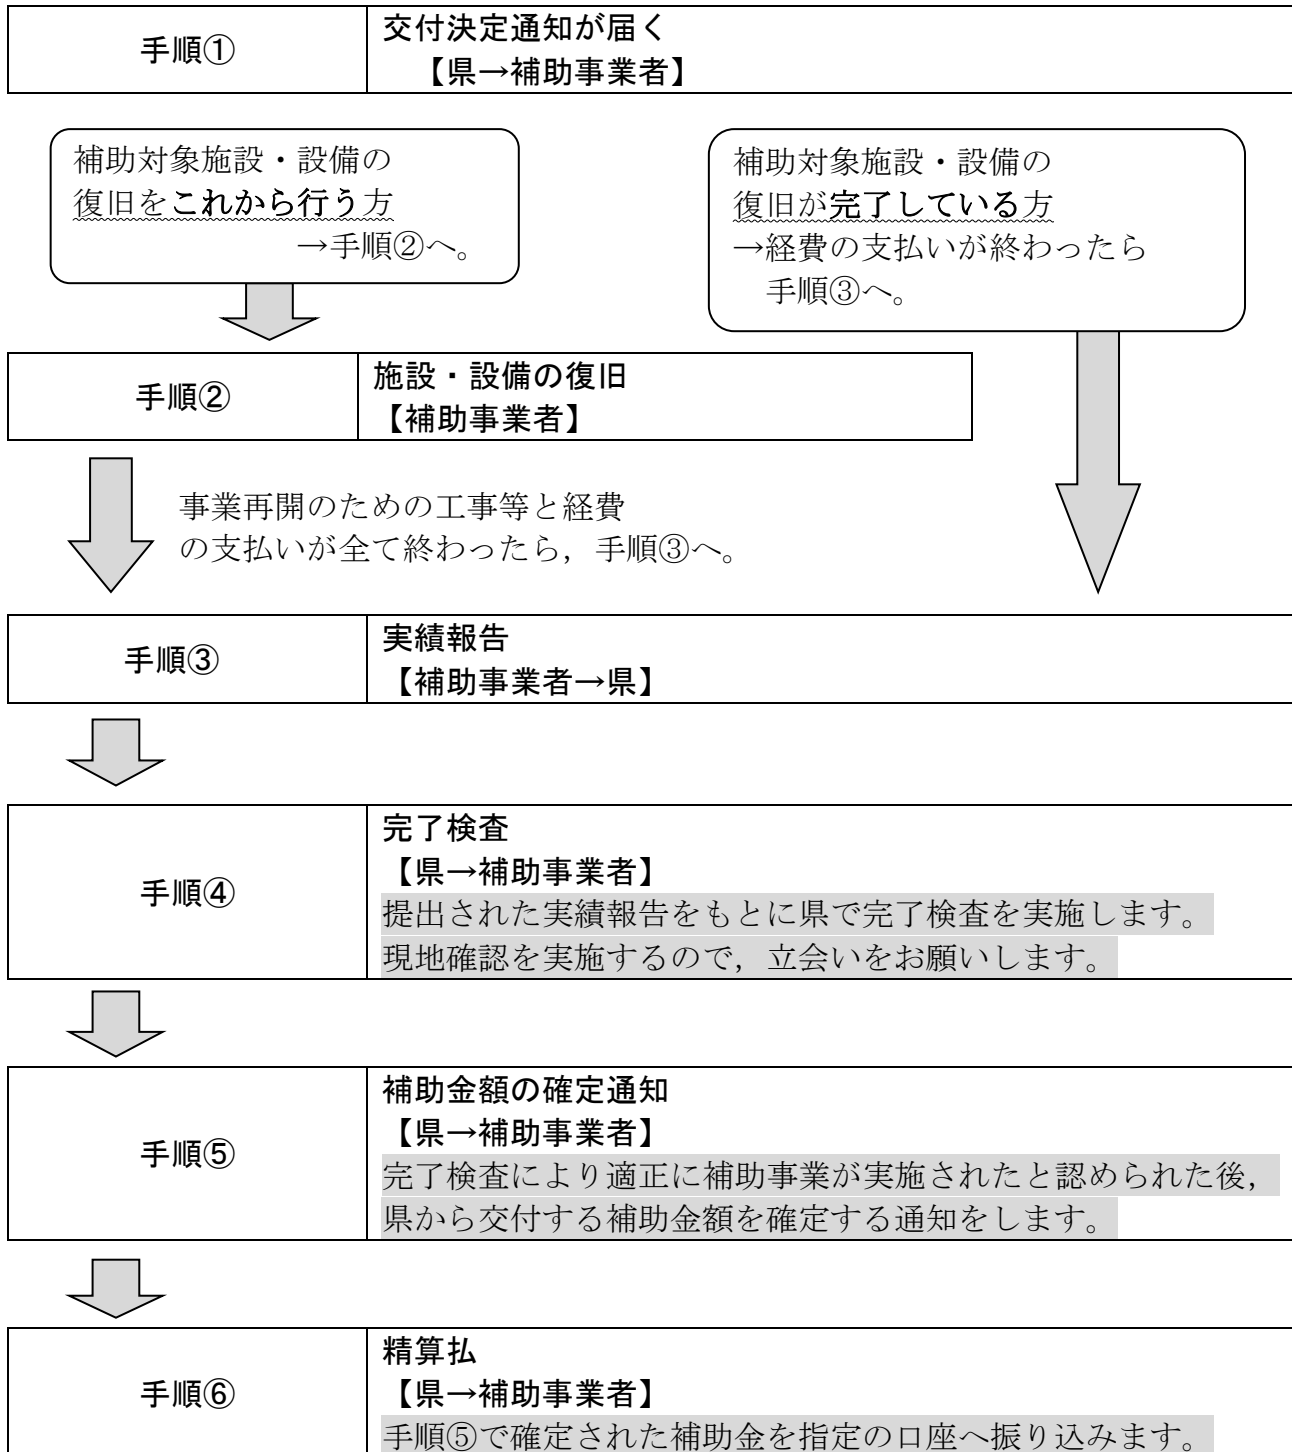 手順①
交付決定通知が届く
【県→補助事業者】
補助対象施設・設備の
復旧をこれから行う方
→手順②へ。
補助対象施設・設備の
復旧が完了している方
→経費の支払いが終わったら
手順③へ。
手順②
施設・設備の復旧
【補助事業者】
事業再開のための工事等と経費
の支払いが全て終わったら，手順③へ。
手順③
実績報告
【補助事業者→県】
手順④
完了検査
【県→補助事業者】
提出された実績報告をもとに県で完了検査を実施します。
現地確認を実施するので，立会いをお願いします。
手順⑤
補助金額の確定通知
【県→補助事業者】
完了検査により適正に補助事業が実施されたと認められた後，
県から交付する補助金額を確定する通知をします。
手順⑥
精算払
【県→補助事業者】
手順⑤で確定された補助金を指定の口座へ振り込みます。